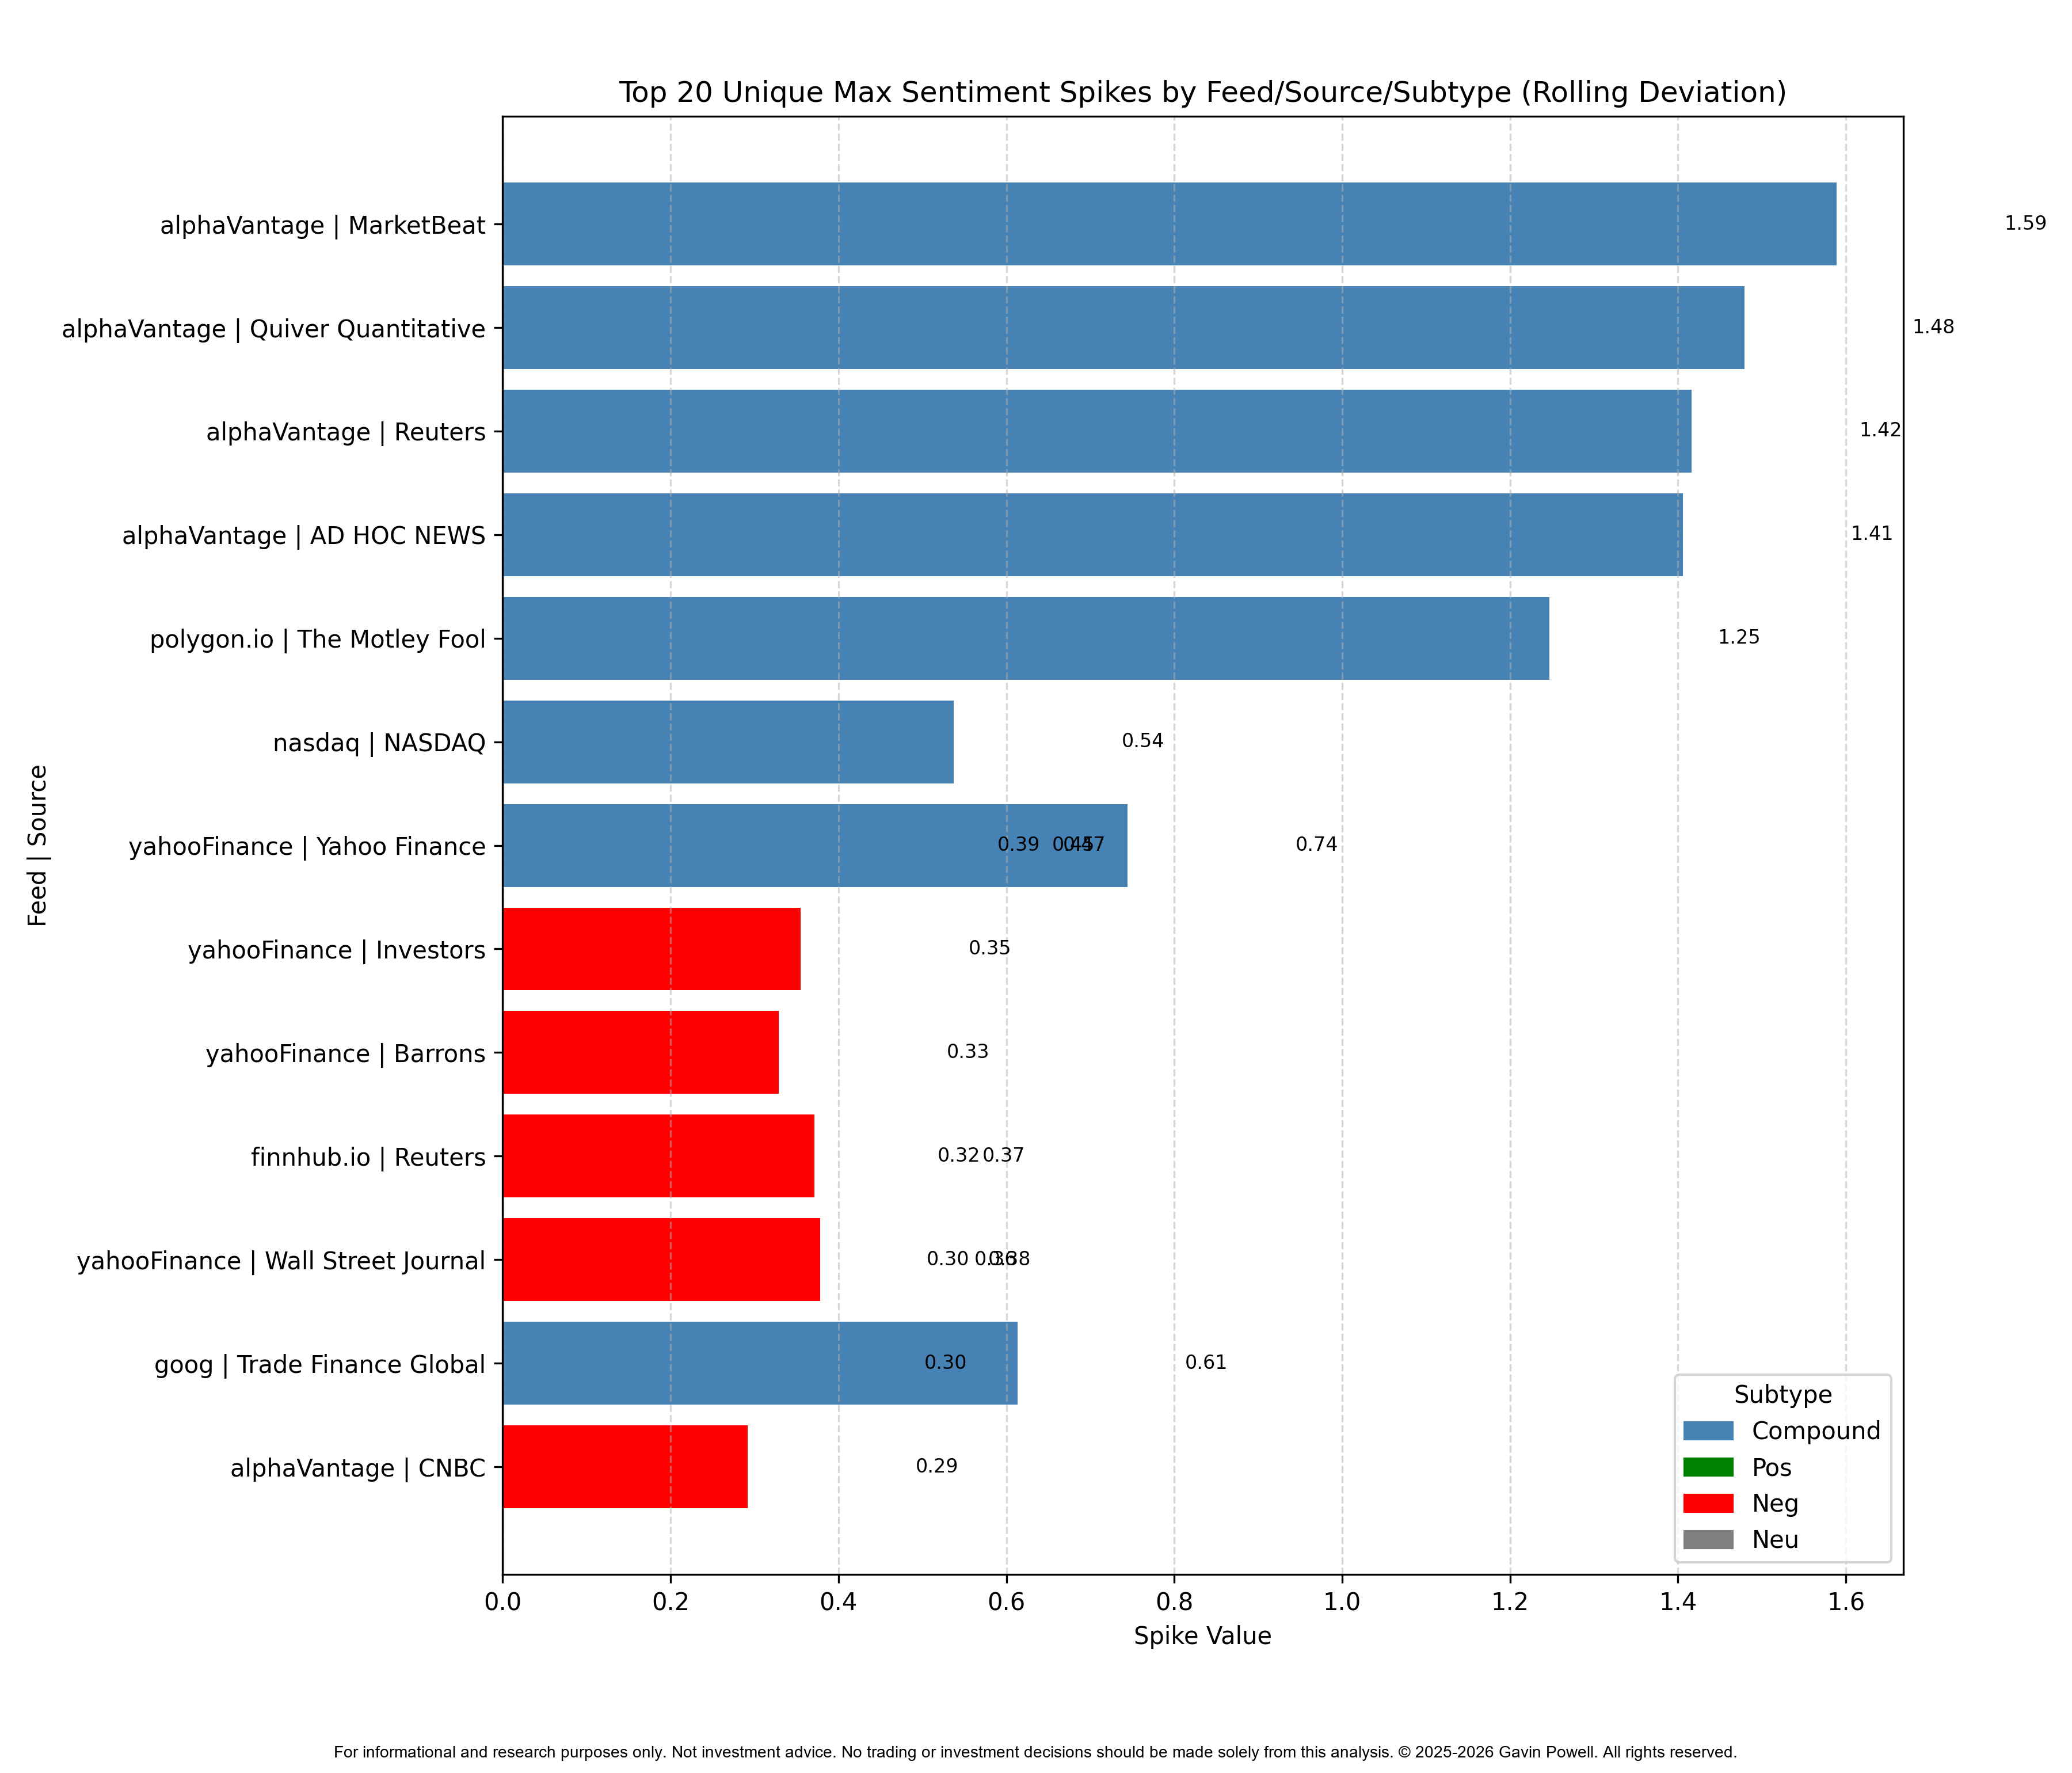 Top 20 Unique Max Sentiment Spikes by Feed/Source/Subtype (Rolling Deviation)
Feed | Source
alphaVantage | MarketBeat 1.59
alphaVantage | Quiver Quantitative 1.48
alphaVantage | Reuters 1.42
alphaVantage | AD HOC NEWS 1.41
polygon.io | The Motley Fool 1.25
nasdaq | NASDAQ 0.54
yahooFinance | Yahoo Finance 0.39 0.74
yahooFinance | Investors 0.35
yahooFinance | Barrons 0.33
finnhub.io | Reuters 0.32 0.37
yahooFinance | Wall Street Journal 0.30 0.38
goog | Trade Finance Global 0.30 0.61
alphaVantage | CNBC 0.29
Subtype
Compound
Pos
Neg
Neu
0.0 0.2 0.4 0.6 0.8 1.0 1.2 1.4 1.6
Spike Value
For informational and research purposes only. Not investment advice. No trading or investment decisions should be made solely from this analysis. © 2025-2026 Gavin Powell. All rights reserved.